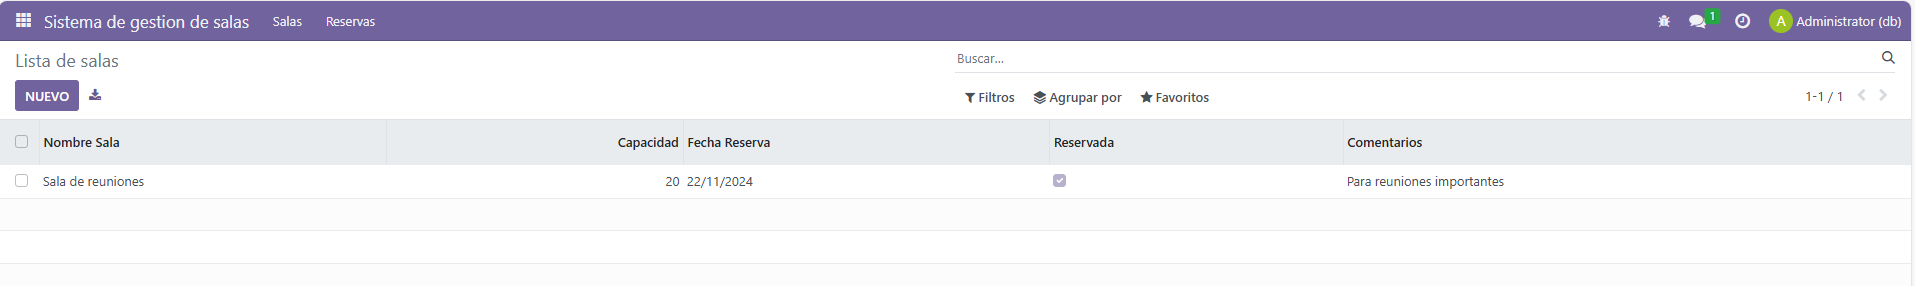 Sistema de gestion de salas Salas Reservas 1 A Administrator (db)
Lista de salas Buscar...
NUEVO Filtros Agrupar por Favoritos 1-1 / 1
Nombre Sala Capacidad Fecha Reserva Reservada Comentarios
Sala de reuniones 20 22/11/2024 Para reuniones importantes